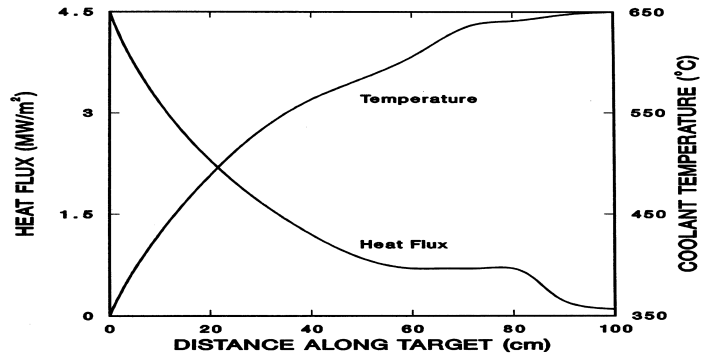 4.5
3
1.5
0
HEAT FLUX (MW/m²)
650
550
450
350
COOLANT TEMPERATURE (°C)
Temperature
Heat Flux
0 20 40 60 80 100
DISTANCE ALONG TARGET (cm)